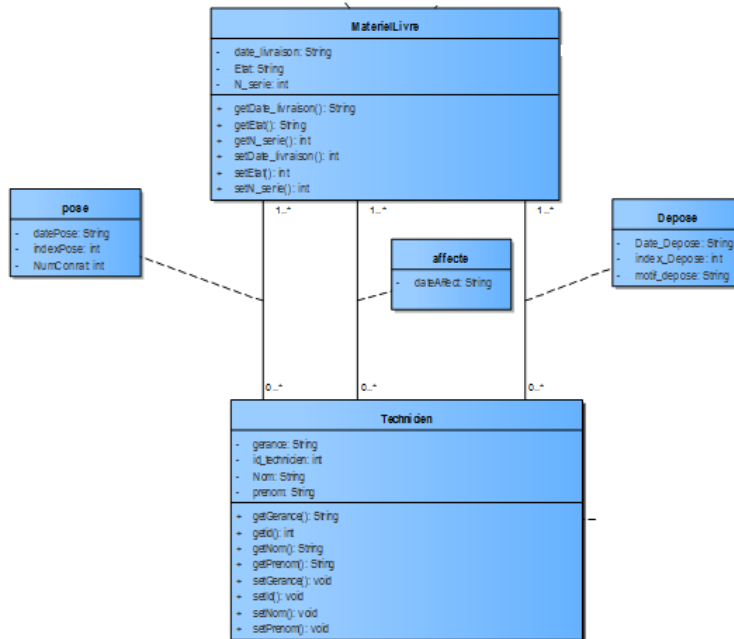 MaterielLivre
- date_livraison: String
- Etat: String
- N_serie: int
+ getDate_livraison(): String
+ getEtat(): String
+ getN_serie(): int
+ setDate_livraison(): int
+ setEtat(): int
+ setN_serie(): int
pose
- datePose: String
- indexPose: int
- NumConrat: int
1..* 1..* 1..*
affecte
- dateAffect: String
Depose
- Date_Depose: String
- index_Depose: int
- motif_depose: String
0..* 0..* 0..*
Technicien
- gerance: String
- id_technicien: int
- Nom: String
- prenom: String
+ getGerance(): String
+ getId(): int
+ getNom(): String
+ getPrenom(): String
+ setGerance(): void
+ setId(): void
+ setNom(): void
+ setPrenom(): void